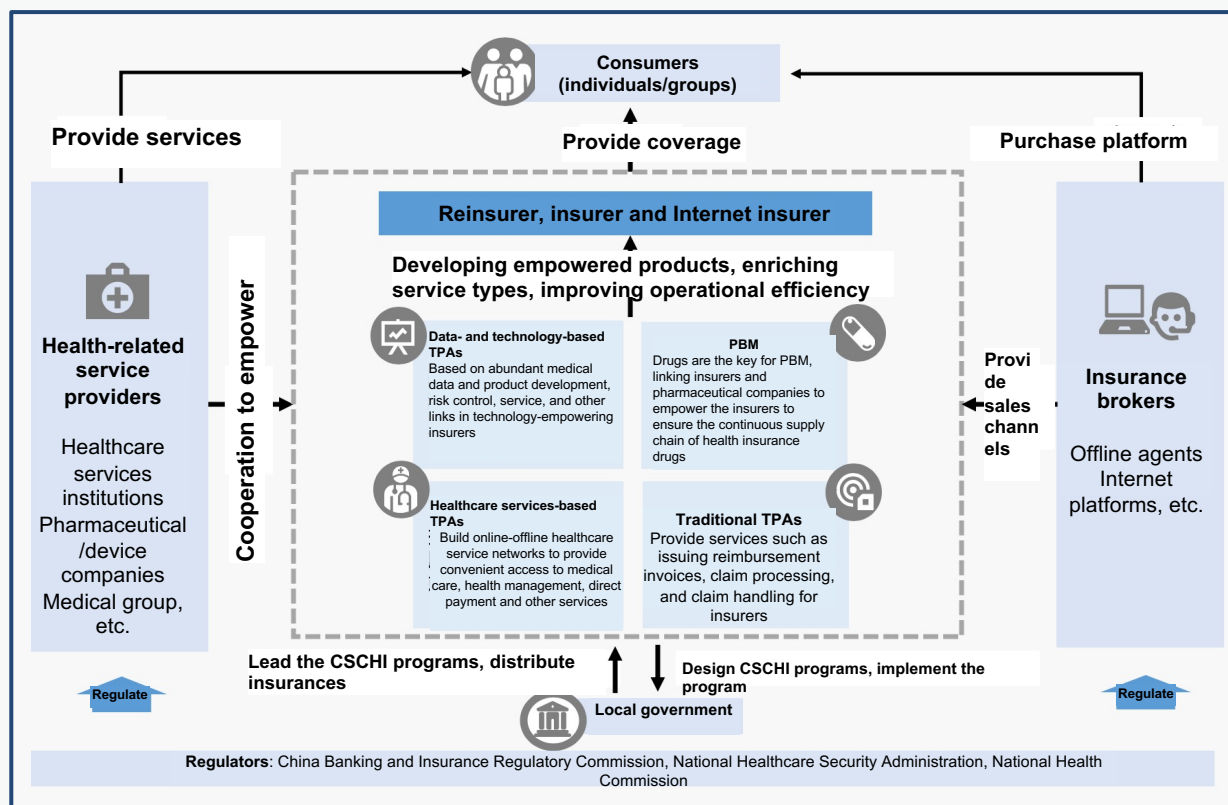 Consumers
(individuals/groups)
Provide services
Provide coverage
Purchase platform
Reinsurer, insurer and Internet insurer
Developing empowered products, enriching
service types, improving operational efficiency
Health-related
service
providers
Healthcare
services
institutions
Pharmaceutical
/device
companies
Medical group,
etc.
Cooperation to empower
Data- and technology-based
TPAs
Based on abundant medical
data and product development,
risk control, service, and other
links in technology-empowering
insurers
PBM
Drugs are the key for PBM,
linking insurers and
pharmaceutical companies to
empower the insurers to
ensure the continuous supply
chain of health insurance
drugs
Healthcare services-based
TPAs
Build online-offline healthcare
service networks to provide
convenient access to medical
care, health management, direct
payment and other services
Traditional TPAs
Provide services such as
issuing reimbursement
invoices, claim processing,
and claim handling for
insurers
Provi
de
sales
chann
els
Insurance
brokers
Offline agents
Internet
platforms, etc.
Lead the CSCHI programs, distribute
insurances
Design CSCHI programs, implement the
program
Regulate
Local government
Regulate
Regulators: China Banking and Insurance Regulatory Commission, National Healthcare Security Administration, National Health
Commission